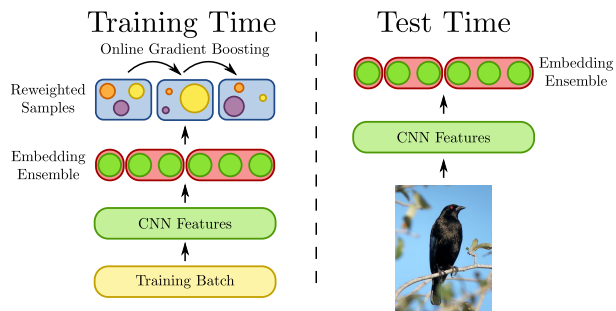 Training Time
Online Gradient Boosting
Reweighted
Samples
Embedding
Ensemble
CNN Features
Training Batch
Test Time
Embedding
Ensemble
CNN Features